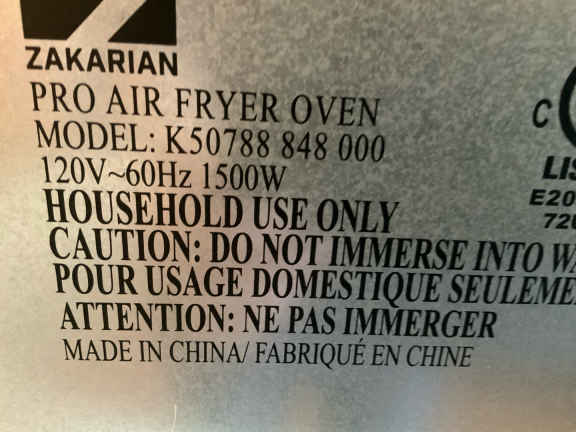 ZAKARIAN
PRO AIR FRYER OVEN
MODEL: K50788 848 000
120V~60Hz 1500W
HOUSEHOLD USE ONLY
CAUTION: DO NOT IMMERSE INTO
POUR USAGE DOMESTIQUE
ATTENTION: NE PAS IMMERGER
MADE IN CHINA/ FABRIQUÉ EN CHINE
C